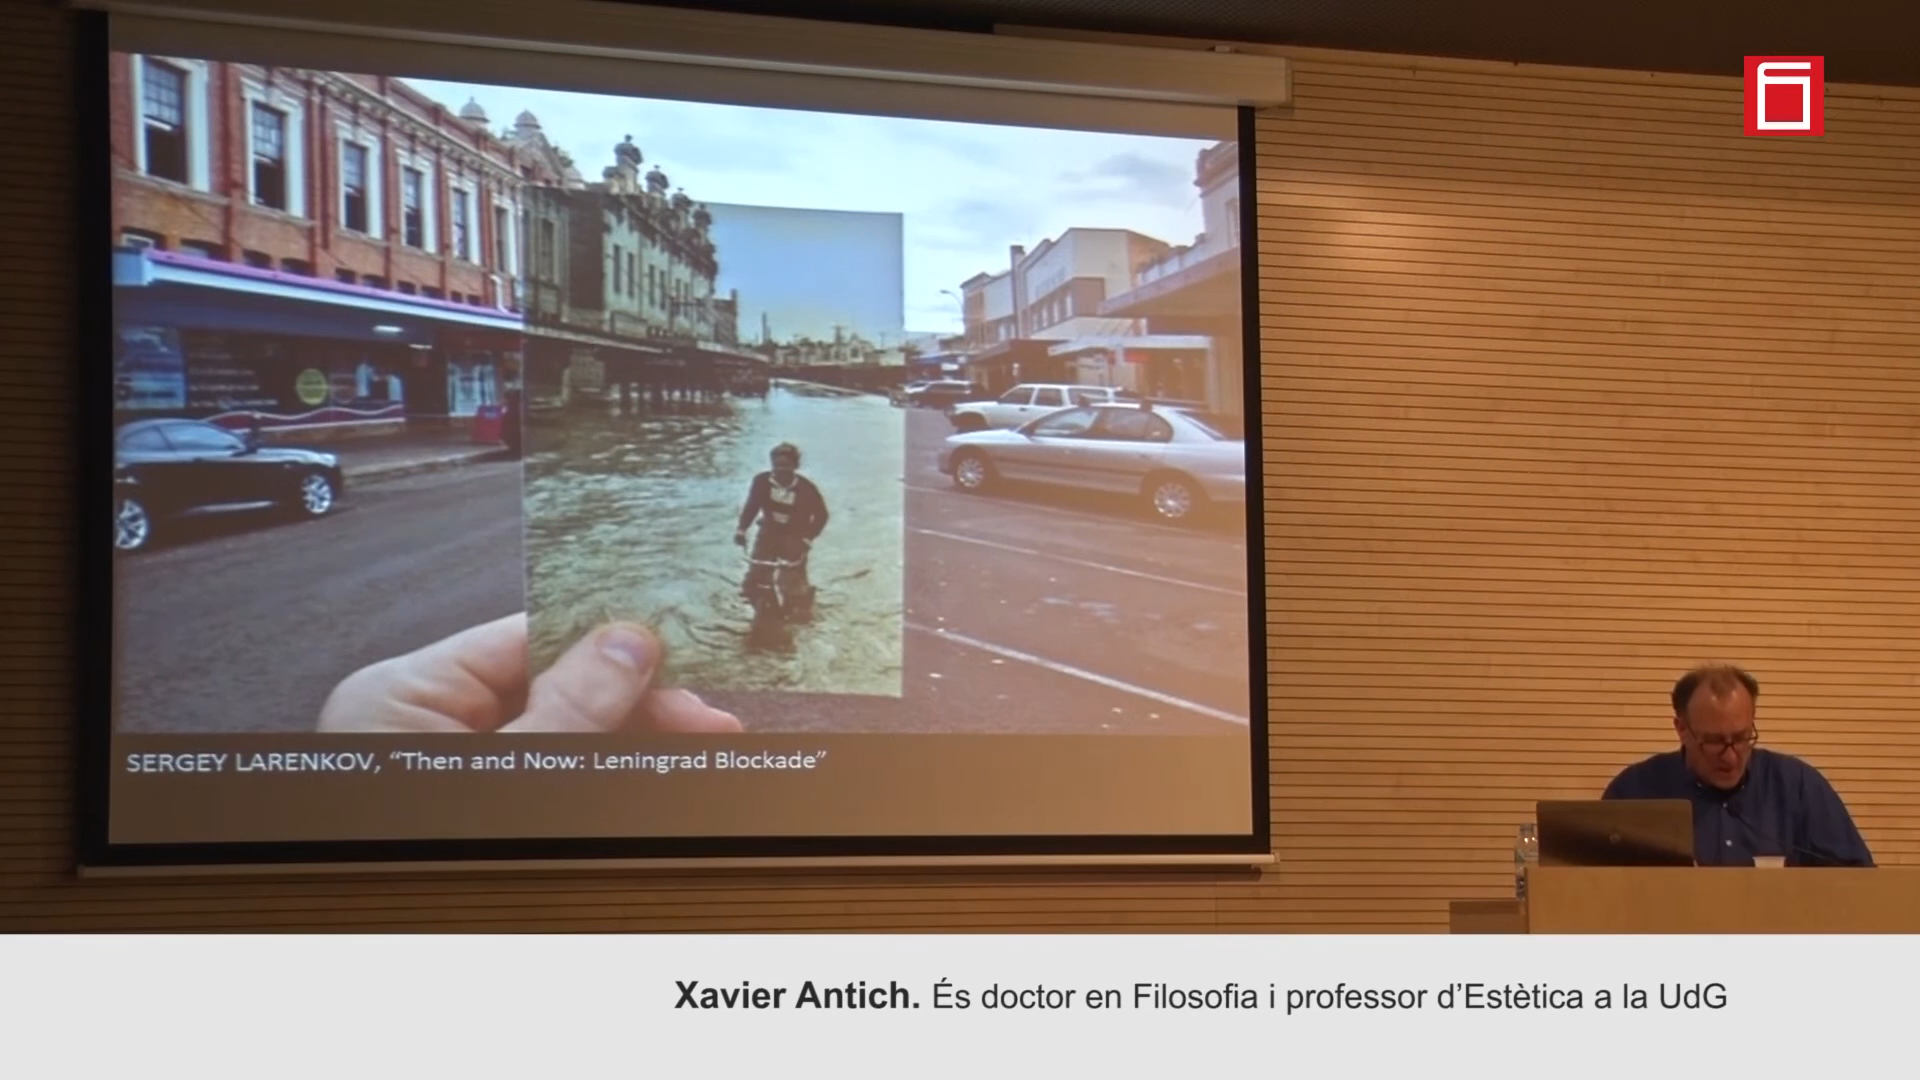 SERGEY LARENKOV, “Then and Now: Leningrad Blockade”
Xavier Antich. És doctor en Filosofia i professor d’Estètica a la UdG